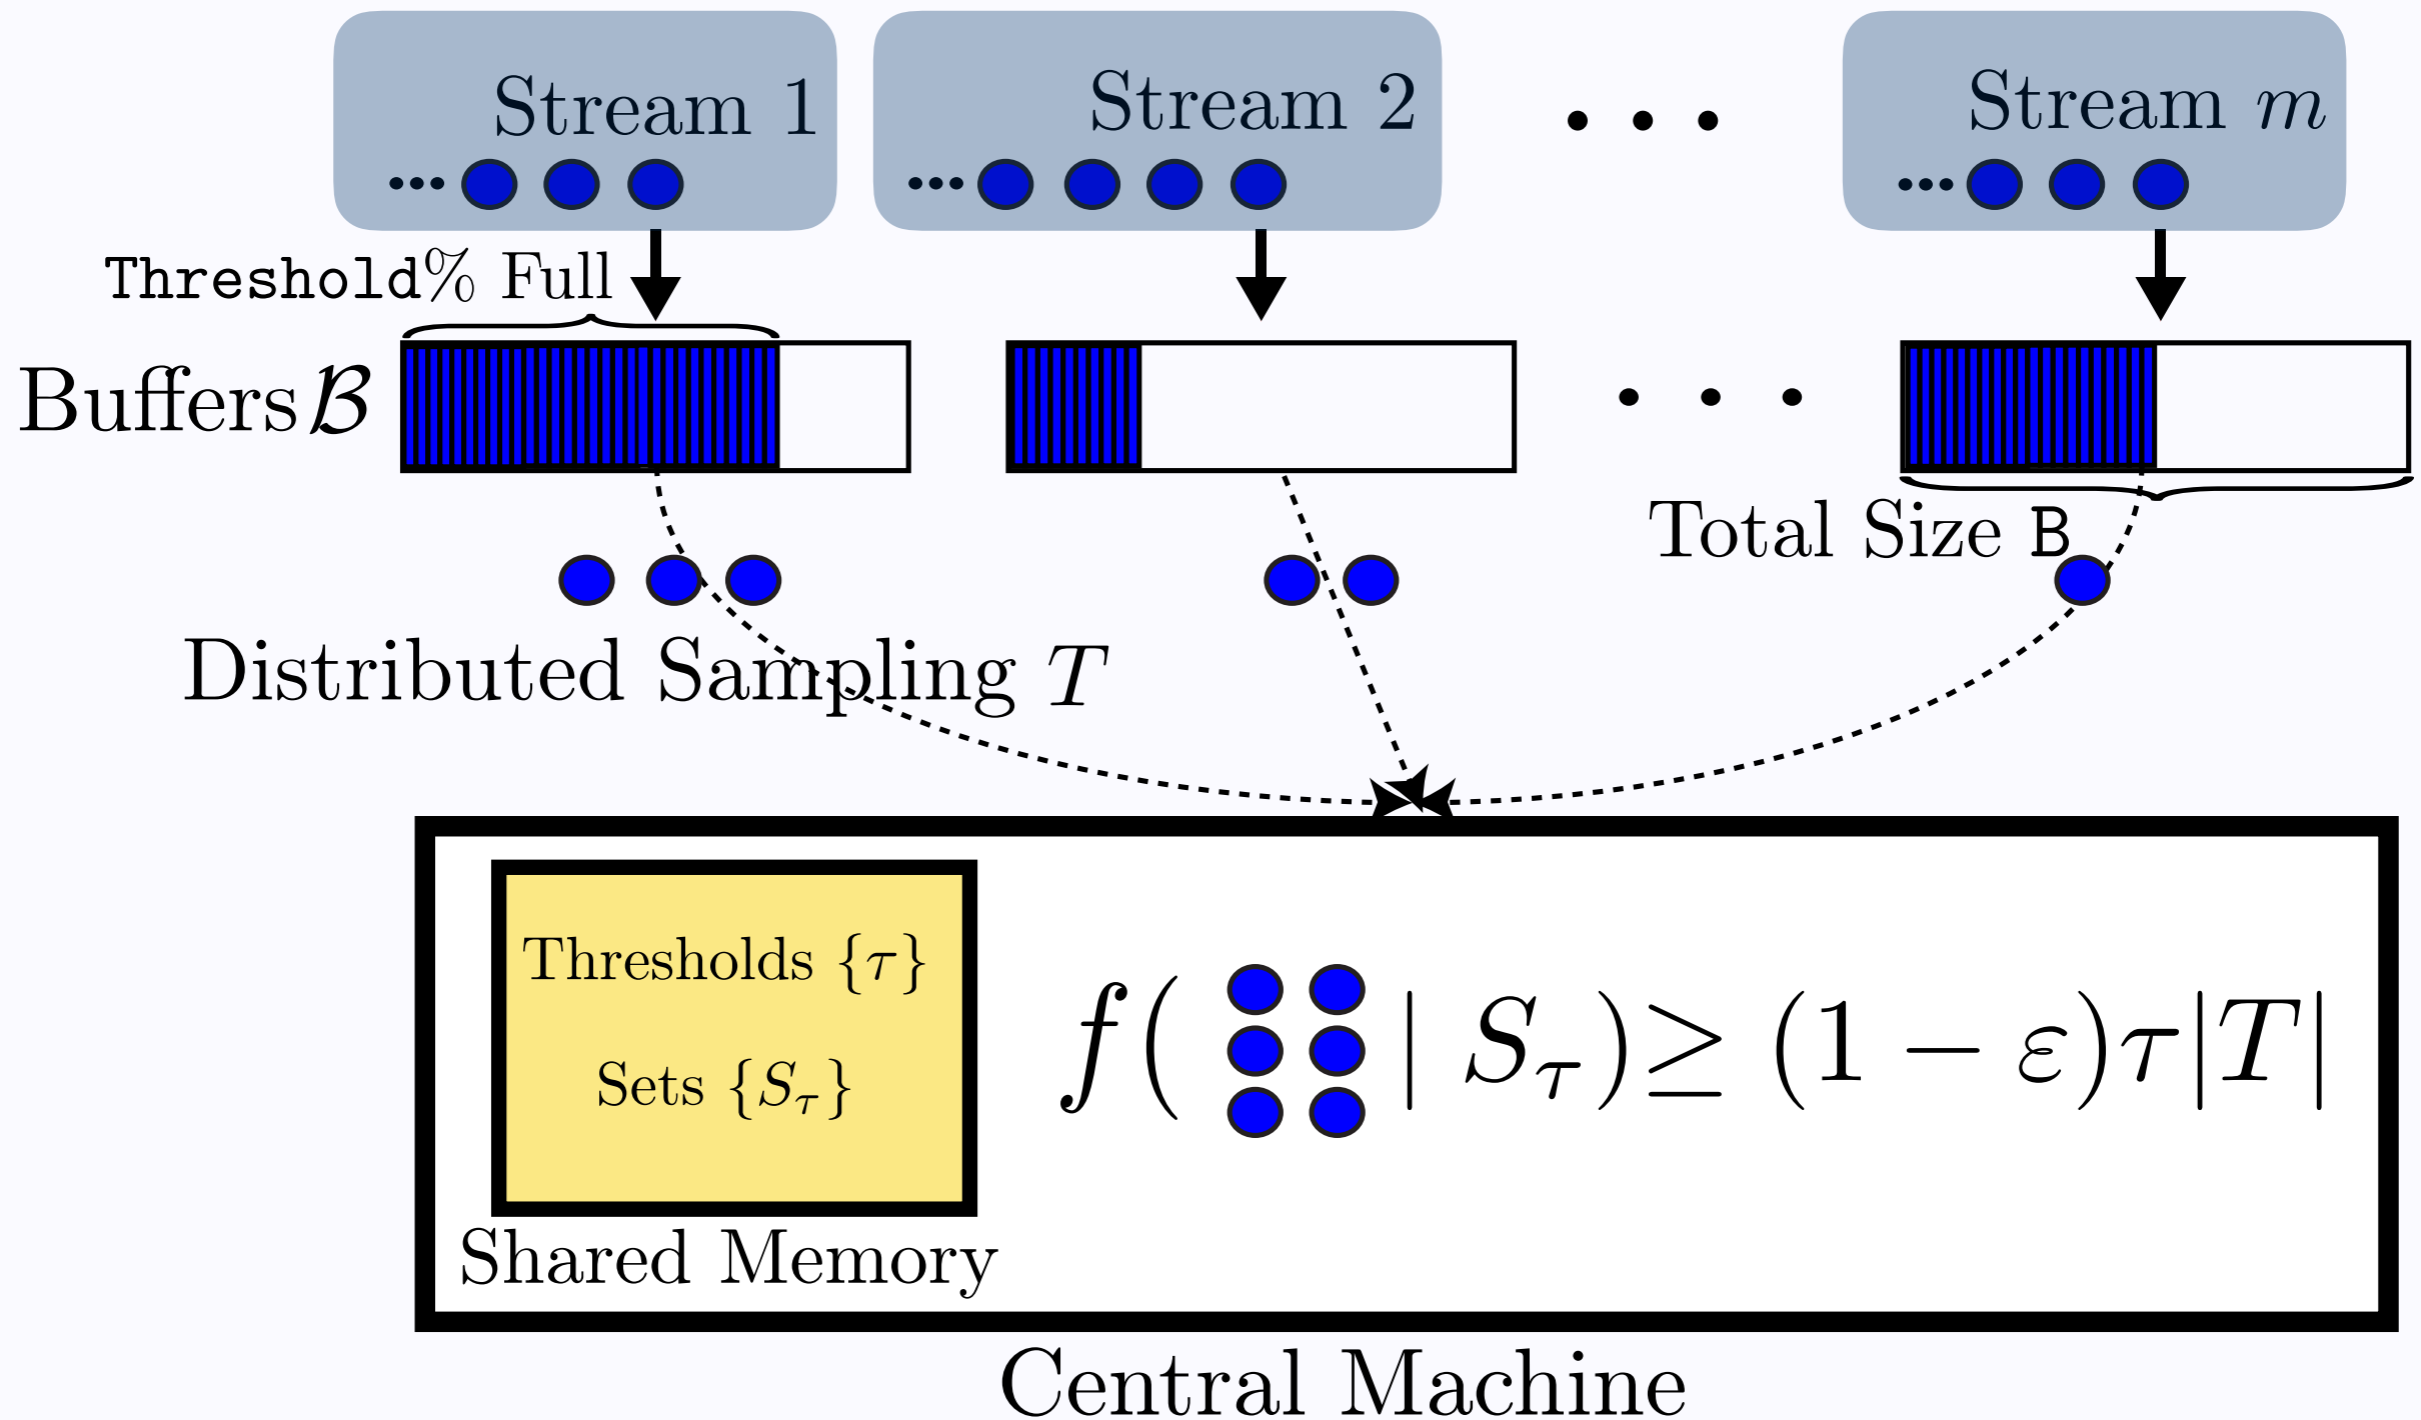 Stream 1
Stream 2
Stream m
Threshold% Full
Buffers ℬ
Total Size B
Distributed Sampling T
Thresholds {τ}
Sets {S_τ}
f( | S_τ) ≥ (1 − ε)τ|T|
Shared Memory
Central Machine